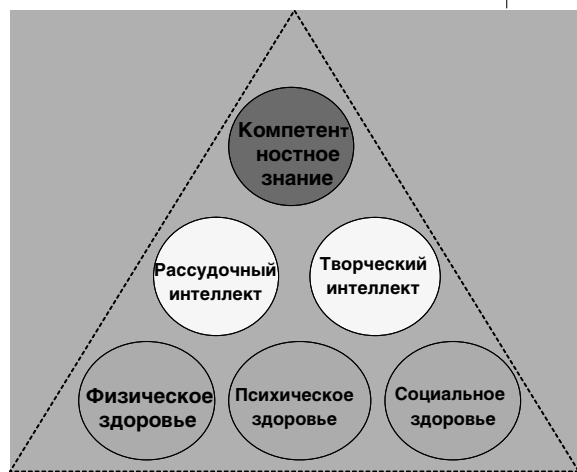 Компетент
ностное
знание
Рассудочный
интеллект
Творческий
интеллект
Физическое
здоровье
Психическое
здоровье
Социальное
здоровье